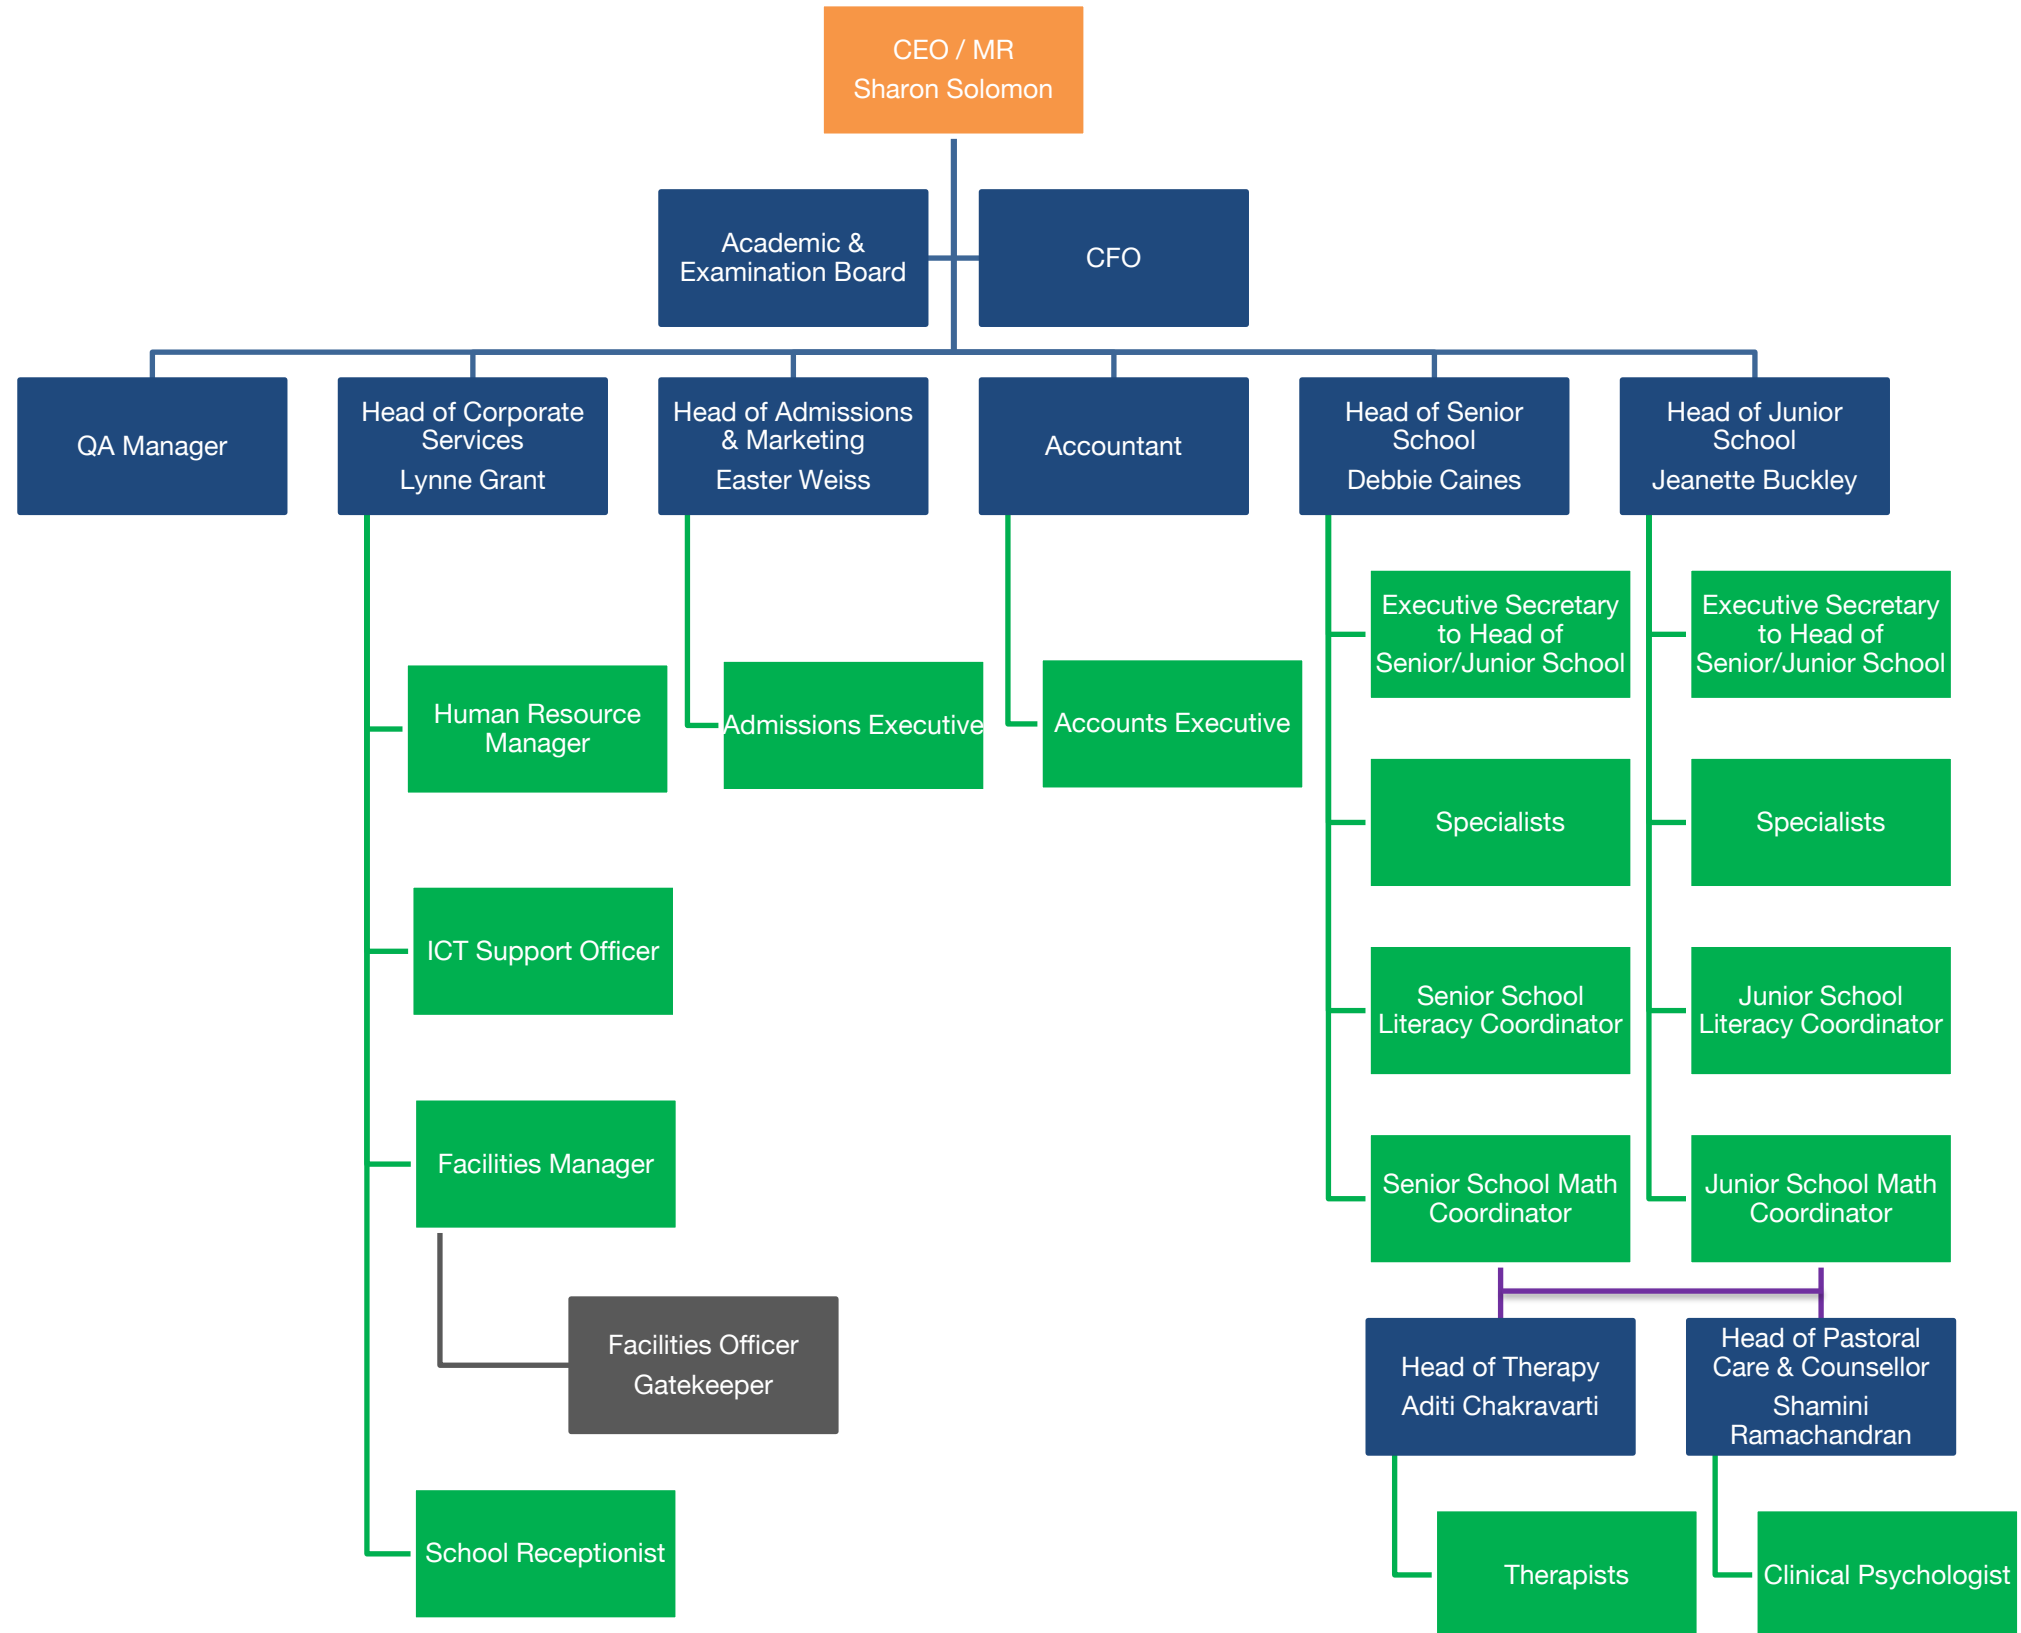 CEO / MR
Sharon Solomon
Academic &
Examination Board
CFO
QA Manager
Head of Corporate
Services
Lynne Grant
Head of Admissions
& Marketing
Easter Weiss
Accountant
Head of Senior
School
Debbie Caines
Head of Junior
School
Jeanette Buckley
Human Resource
Manager
ICT Support Officer
Facilities Manager
Facilities Officer
Gatekeeper
School Receptionist
Admissions Executive
Accounts Executive
Executive Secretary
to Head of
Senior/Junior School
Specialists
Senior School
Literacy Coordinator
Senior School Math
Coordinator
Executive Secretary
to Head of
Senior/Junior School
Specialists
Junior School
Literacy Coordinator
Junior School Math
Coordinator
Head of Therapy
Aditi Chakravarti
Therapists
Head of Pastoral
Care & Counsellor
Shamini
Ramachandran
Clinical Psychologist